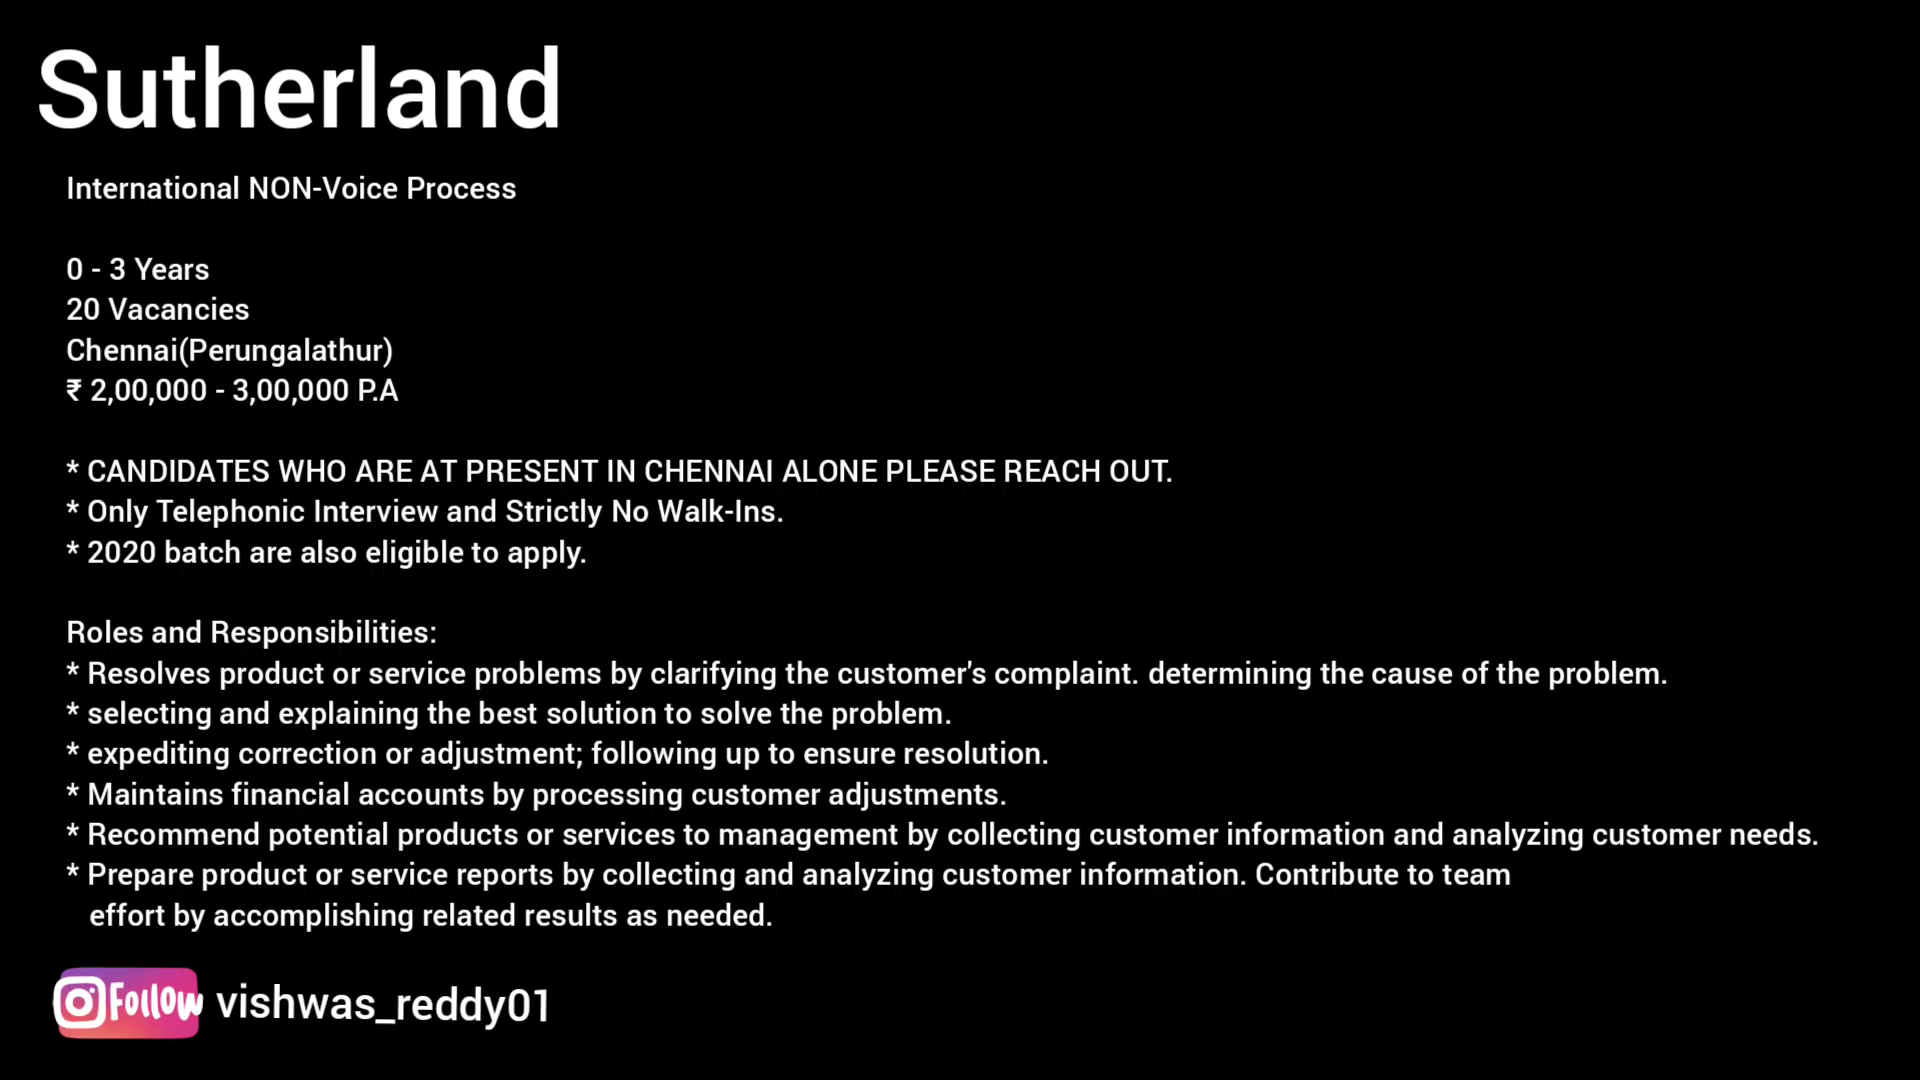 Sutherland
International NON-Voice Process
0 - 3 Years
20 Vacancies
Chennai(Perungalathur)
₹ 2,00,000 - 3,00,000 P.A
* CANDIDATES WHO ARE AT PRESENT IN CHENNAI ALONE PLEASE REACH OUT.
* Only Telephonic Interview and Strictly No Walk-Ins.
* 2020 batch are also eligible to apply.
Roles and Responsibilities:
* Resolves product or service problems by clarifying the customer's complaint. determining the cause of the problem.
* selecting and explaining the best solution to solve the problem.
* expediting correction or adjustment; following up to ensure resolution.
* Maintains financial accounts by processing customer adjustments.
* Recommend potential products or services to management by collecting customer information and analyzing customer needs.
* Prepare product or service reports by collecting and analyzing customer information. Contribute to team
effort by accomplishing related results as needed.
Follow vishwas_reddy01